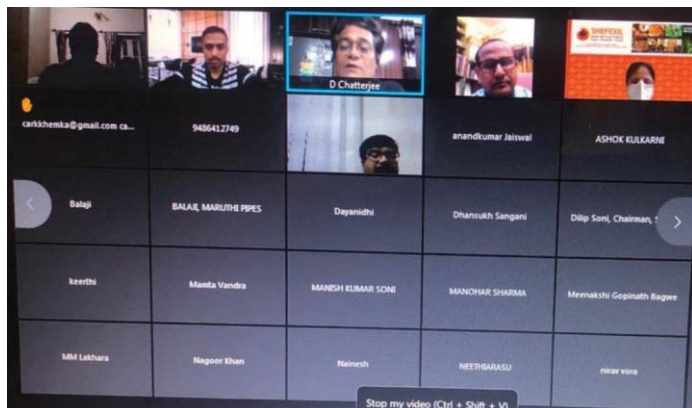 SHEFEXIL
D Chatterjee
carkkhemka@gmail.com ca...
9486412749
anandkumar Jaiswal
ASHOK KULKARNI
Balaji
BALAJI, MARUTHI PIPES
Dayanidhi
Dhansukh Sangani
Dilip Soni, Chairman,
keerthi
Mamta Vandra
MANISH KUMAR SONI
MANOHAR SHARMA
Meenakshi Gopinath Bagwe
MM Lakhara
Nagoor Khan
Nainesh
NEETHIARASU
nirav vora
Stop my video (Ctrl + Shift + V)